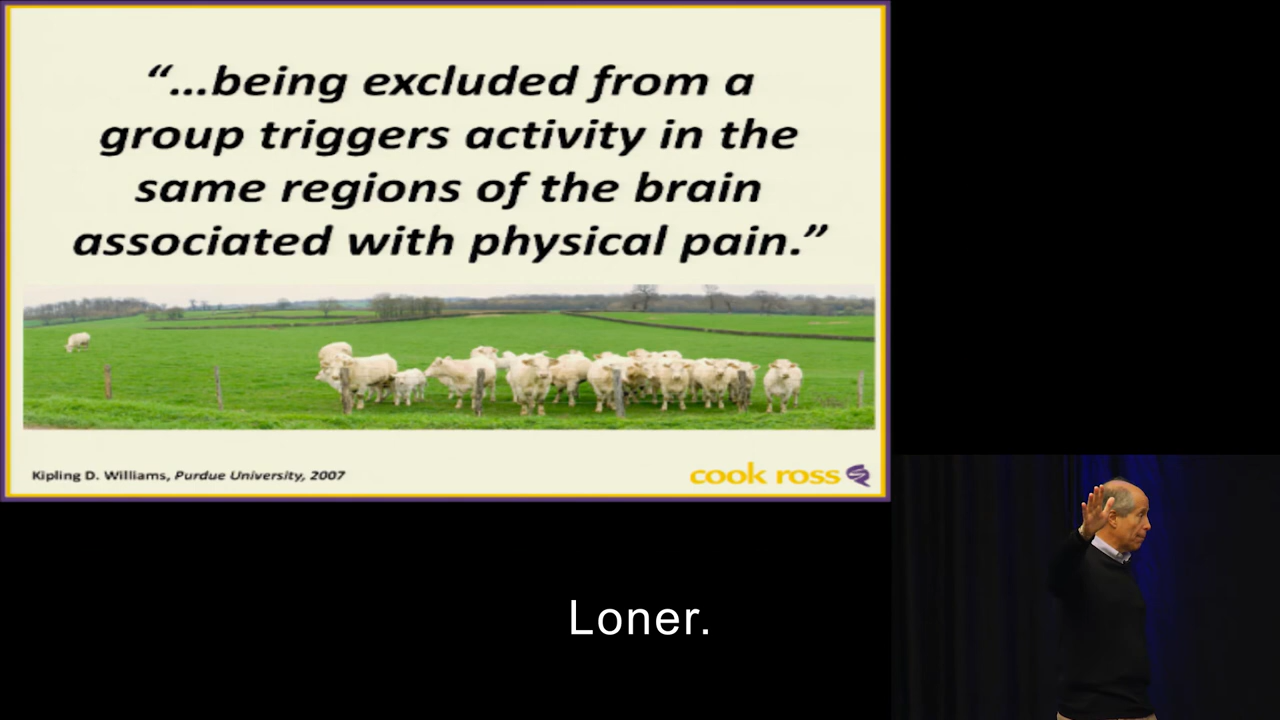 “...being excluded from a
group triggers activity in the
same regions of the brain
associated with physical pain.”
Kipling D. Williams, Purdue University, 2007
cook ross
Loner.